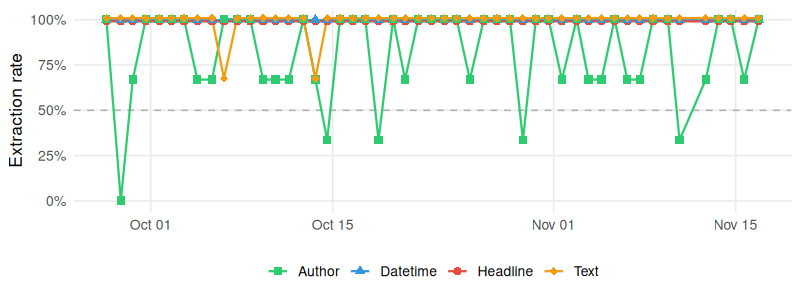 100%
75%
50%
25%
0%
Extraction rate
Oct 01 Oct 15 Nov 01 Nov 15
Author Datetime Headline Text